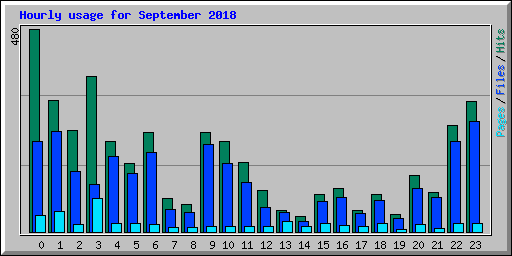 Hourly usage for September 2018
480
Pages/Files/Hits
0 1 2 3 4 5 6 7 8 9 10 11 12 13 14 15 16 17 18 19 20 21 22 23